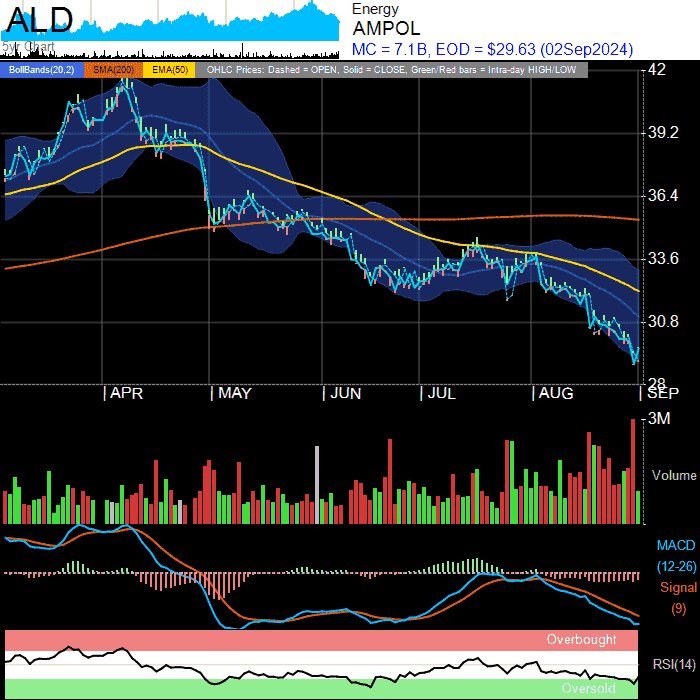 ALD
5yr Chart
Energy
AMPOL
MC = 7.1B, EOD = $29.63 (02Sep2024)
BollBands(20,2) SMA(200) EMA(50) OHLC Prices: Dashed = OPEN, Solid = CLOSE, Green/Red bars = Intra-day HIGH/LOW
42
39.2
36.4
33.6
30.8
28
APR MAY JUN JUL AUG SEP
3M
Volume
MACD
(12-26)
Signal
(9)
Overbought
RSI(14)
Oversold